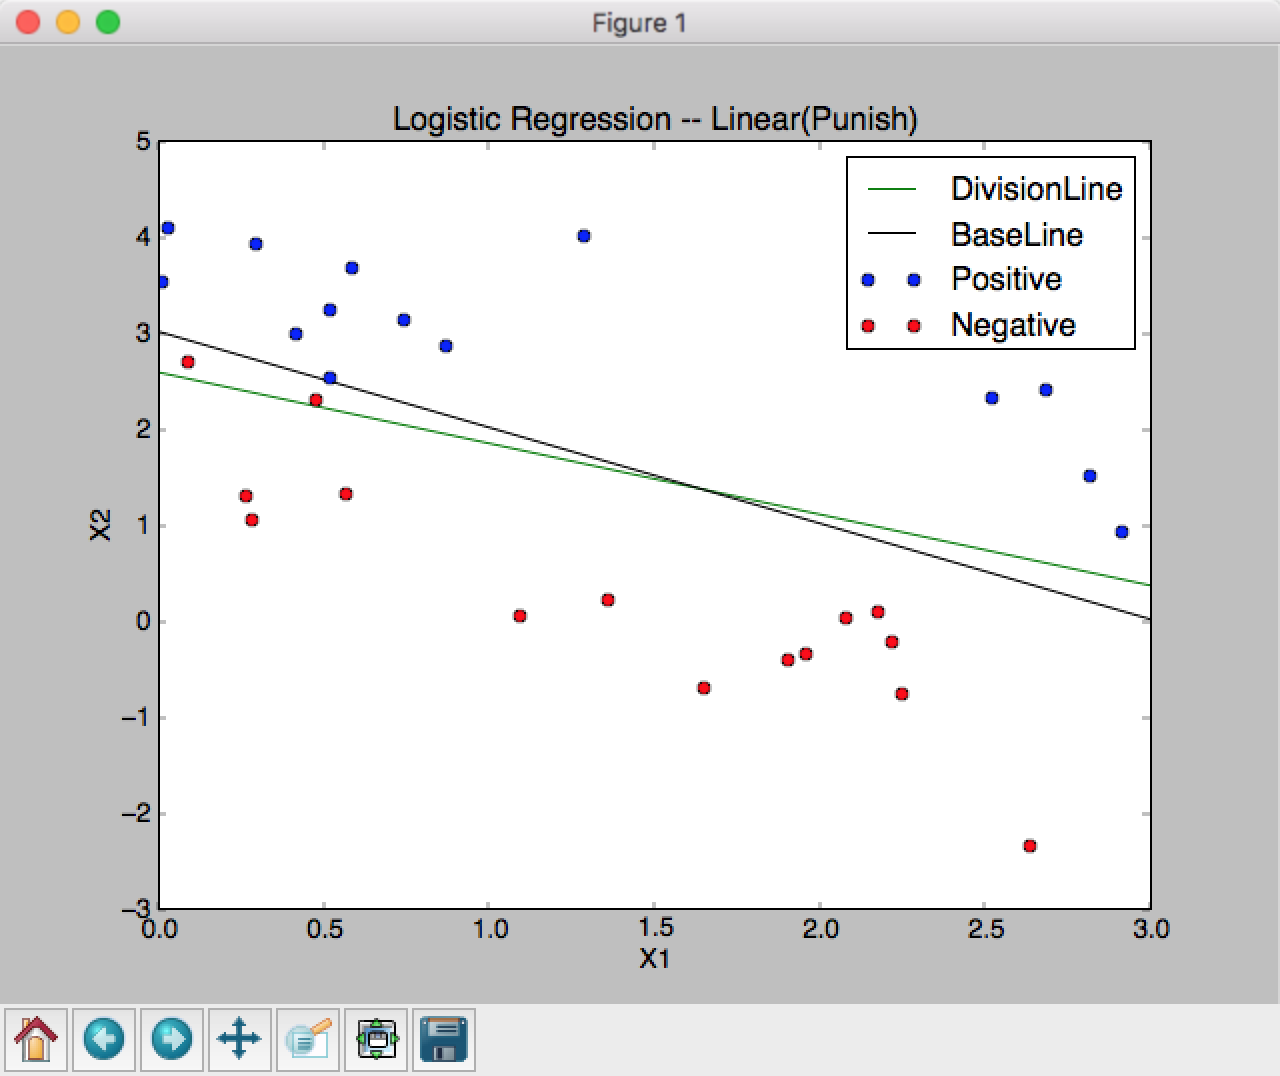 Figure 1
Logistic Regression -- Linear(Punish)
DivisionLine
BaseLine
Positive
Negative
5
4
3
2
1
0
−1
−2
−3
X2
0.0 0.5 1.0 1.5 2.0 2.5 3.0
X1